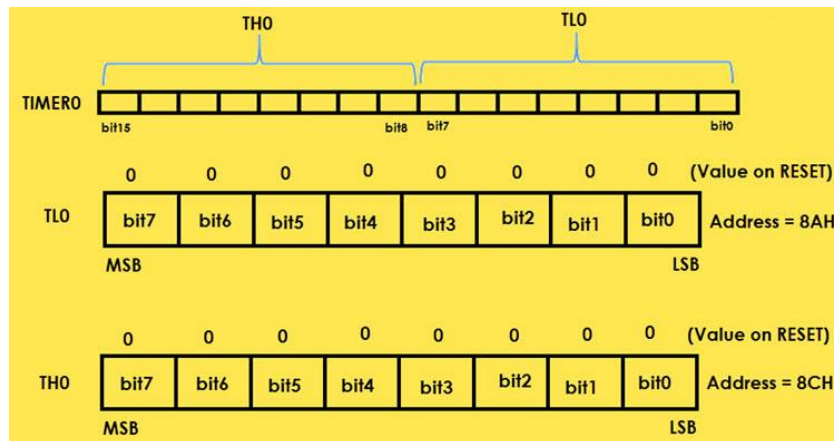 TH0 TL0
TIMER0
bit15 bit8 bit7 bit0
0 0 0 0 0 0 0 0 (Value on RESET)
TL0 bit7 bit6 bit5 bit4 bit3 bit2 bit1 bit0 Address = 8AH
MSB LSB
0 0 0 0 0 0 0 0 (Value on RESET)
TH0 bit7 bit6 bit5 bit4 bit3 bit2 bit1 bit0 Address = 8CH
MSB LSB